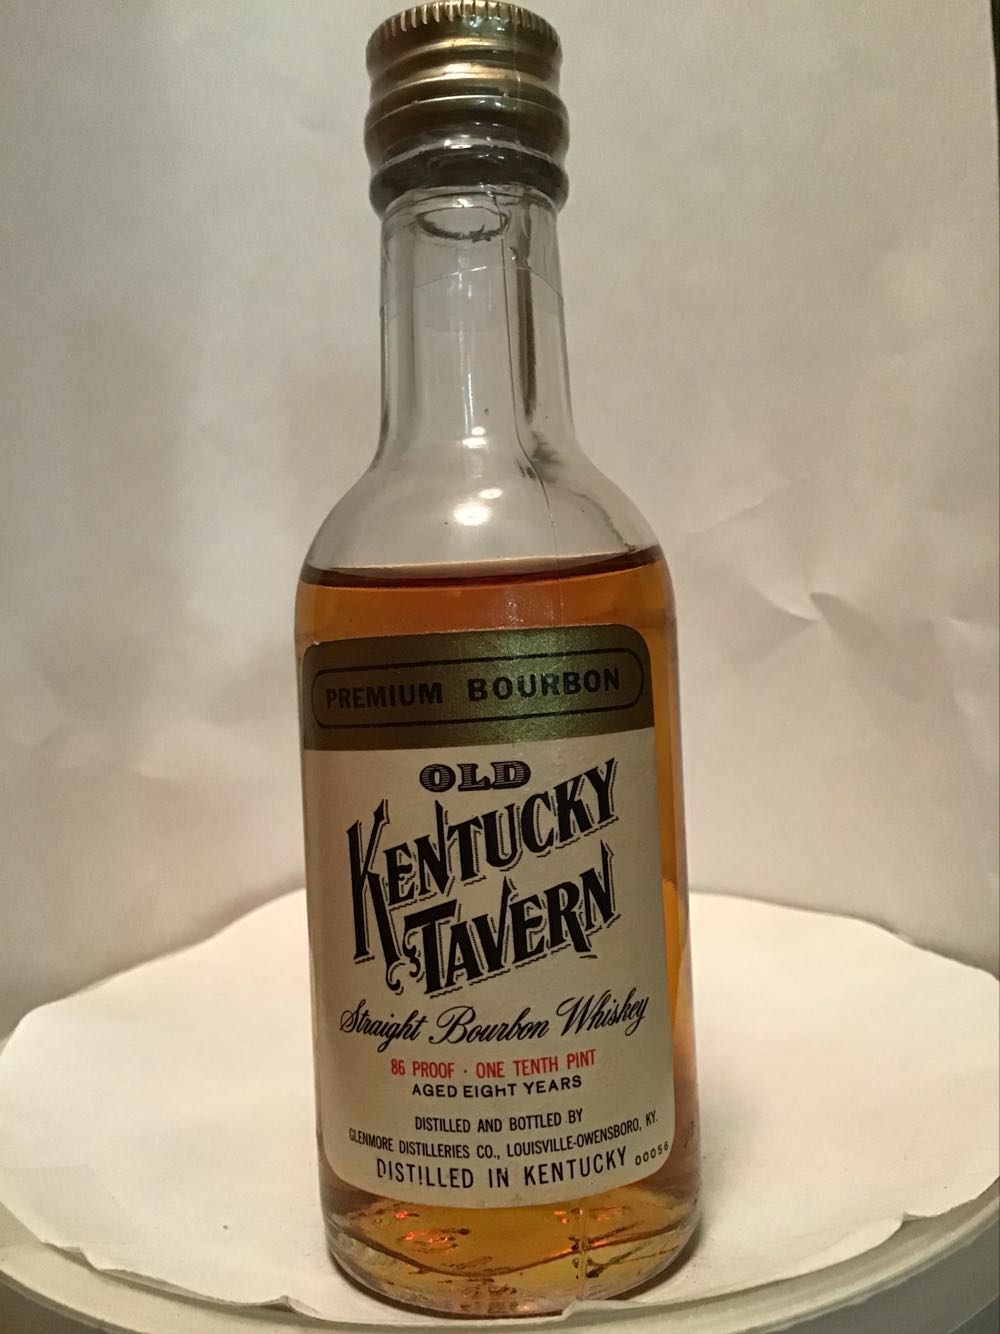 PREMIUM BOURBON
OLD
KENTUCKY
TAVERN
Straight Bourbon Whiskey
86 PROOF · ONE TENTH PINT
AGED EIGHT YEARS
DISTILLED AND BOTTLED BY
GLENMORE DISTILLERIES CO., LOUISVILLE-OWENSBORO, KY.
DISTILLED IN KENTUCKY 00056